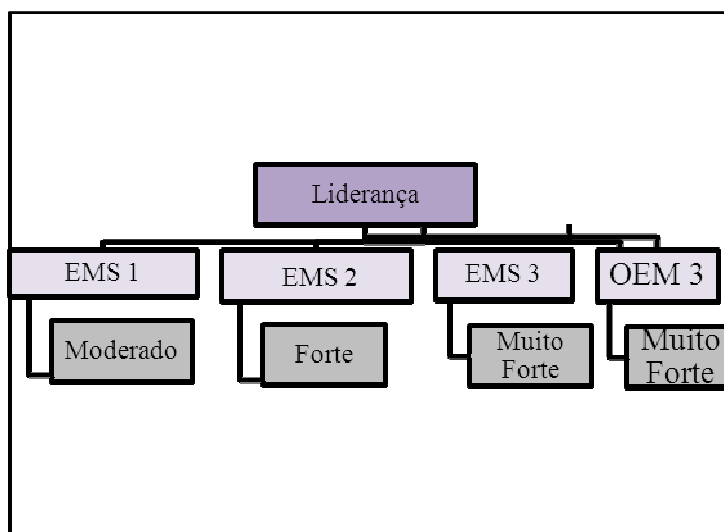 Liderança
EMS 1
EMS 2
EMS 3
OEM 3
Moderado
Forte
Muito
Forte
Muito
Forte